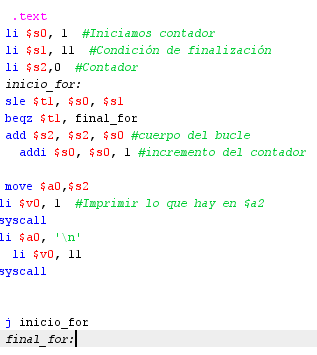 .text
li $s0, 1 #Iniciamos contador
li $s1, 11 #Condición de finalización
li $s2,0 #Contador
inicio_for:
sle $t1, $s0, $s1
beqz $t1, final_for
add $s2, $s2, $s0 #cuerpo del bucle
addi $s0, $s0, 1 #incremento del contador
move $a0,$s2
li $v0, 1 #Imprimir lo que hay en $a2
syscall
li $a0, '\n'
li $v0, 11
syscall
j inicio_for
final_for: